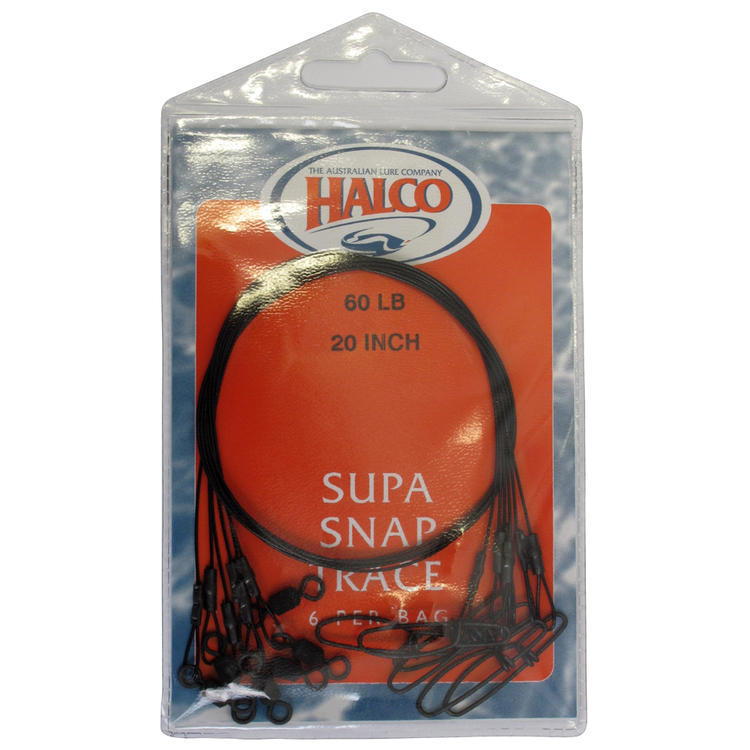 THE AUSTRALIAN LURE COMPANY
HALCO
60 LB
20 INCH
SUPA
SNAP
TRACE
6 PER BAG